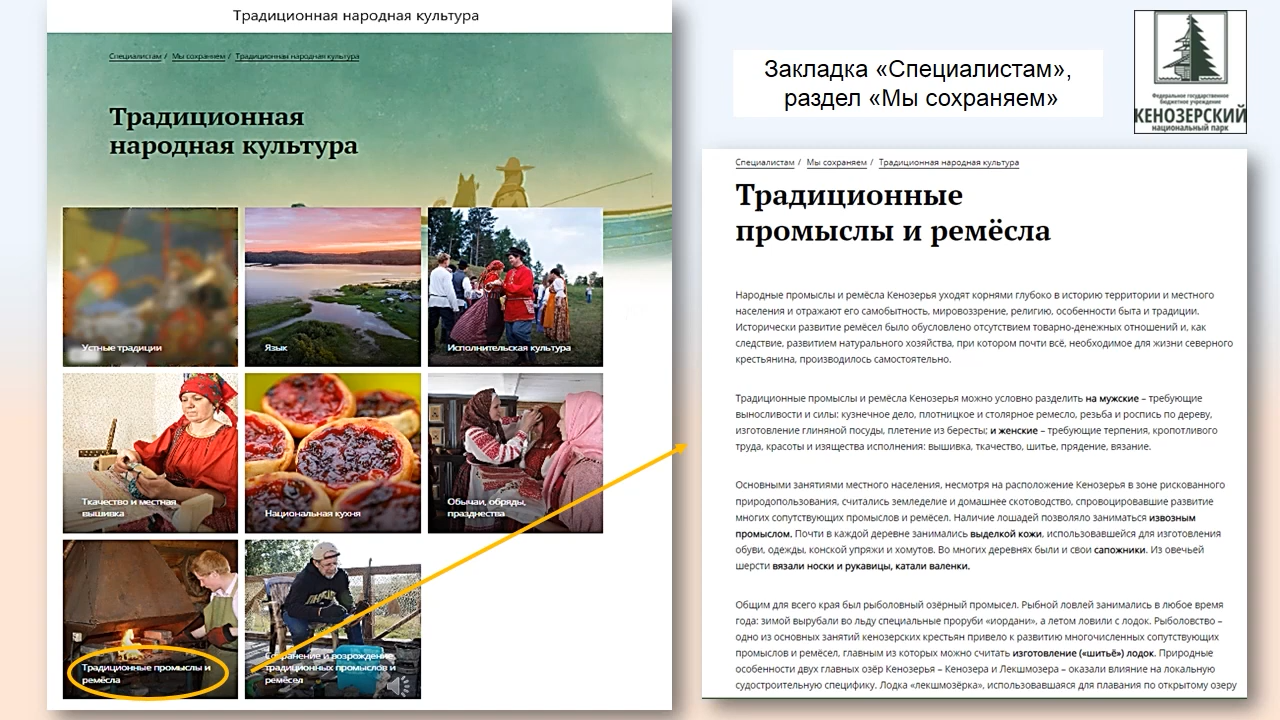 Традиционная народная культура
Специалистам / Мы сохраняем / Традиционная народная культура
Традиционная
народная культура
Устные традиции
Язык
Исполнительская культура
Ткачество и местная
вышивка
Национальная кухня
Обычаи, обряды,
празднества
Традиционные промыслы и
ремёсла
Сохранение и возрождение
традиционных промыслов и
ремёсел
Закладка «Специалистам»,
раздел «Мы сохраняем»
Федеральное государственное
бюджетное учреждение
КЕНОЗЕРСКИЙ
национальный парк
Специалистам / Мы сохраняем / Традиционная народная культура
Традиционные
промыслы и ремёсла
Народные промыслы и ремёсла Кенозерья уходят корнями глубоко в историю территории и местного
населения и отражают его самобытность, мировоззрение, религию, особенности быта и традиции.
Исторически развитие ремёсел было обусловлено отсутствием товарно-денежных отношений и, как
следствие, развитием натурального хозяйства, при котором почти всё, необходимое для жизни северного
крестьянина, производилось самостоятельно.
Традиционные промыслы и ремёсла Кенозерья можно условно разделить на мужские – требующие
выносливости и силы: кузнечное дело, плотницкое и столярное ремесло, резьба и роспись по дереву,
изготовление глиняной посуды, плетение из бересты; и женские – требующие терпения, кропотливого
труда, красоты и изящества исполнения: вышивка, ткачество, шитье, прядение, вязание.
Основными занятиями местного населения, несмотря на расположение Кенозерья в зоне рискованного
природопользования, считались земледелие и домашнее скотоводство, спровоцировавшие развитие
многих сопутствующих промыслов и ремёсел. Наличие лошадей позволяло заниматься извозным
промыслом. Почти в каждой деревне занимались выделкой кожи, использовавшейся для изготовления
обуви, одежды, конской упряжи и хомутов. Во многих деревнях были и свои сапожники. Из овечьей
шерсти вязали носки и рукавицы, катали валенки.
Общим для всего края был рыболовный озёрный промысел. Рыбной ловлей занимались в любое время
года: зимой вырубали во льду специальные проруби «иордани», а летом ловили с лодок. Рыболовство –
одно из основных занятий кенозерских крестьян привело к развитию многочисленных сопутствующих
промыслов и ремёсел, главным из которых можно считать изготовление («шитьё») лодок. Природные
особенности двух главных озёр Кенозерья – Кенозера и Лекшмозера – оказали влияние на локальную
судостроительную специфику. Лодка «лекшмозёрка», использовавшаяся для плавания по открытому озеру